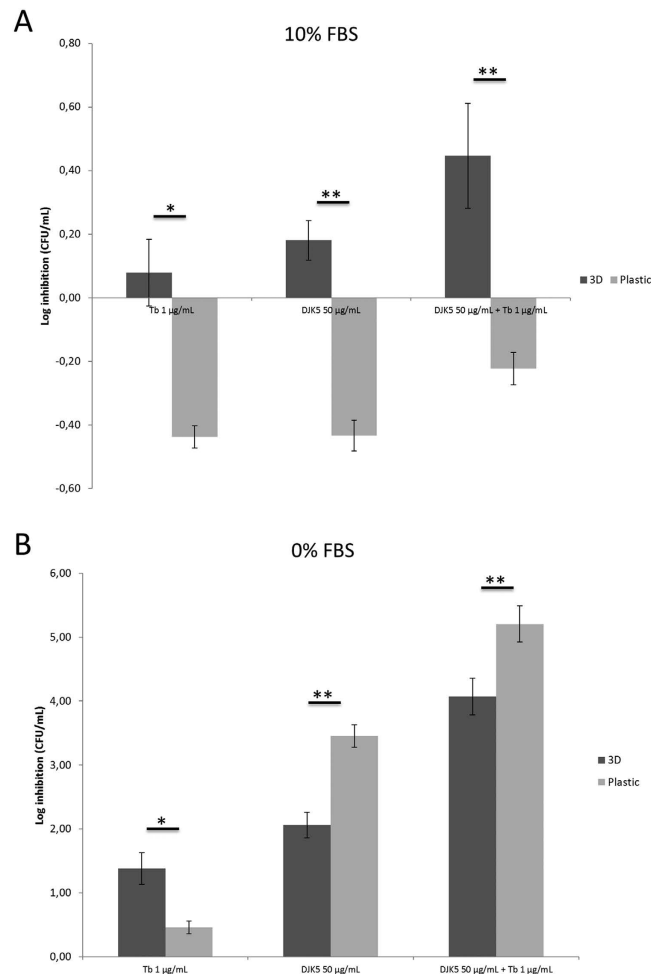 A
10% FBS
0,80
0,60
0,40
0,20
0,00
-0,20
-0,40
-0,60
Log inhibition (CFU/mL)
*
**
**
Tb 1 µg/mL
DJK5 50 µg/mL
DJK5 50 µg/mL + Tb 1 µg/mL
3D
Plastic
B
0% FBS
6,00
5,00
4,00
3,00
2,00
1,00
0,00
Log inhibition (CFU/mL)
*
**
**
Tb 1 µg/mL
DJK5 50 µg/mL
DJK5 50 µg/mL + Tb 1 µg/mL
3D
Plastic